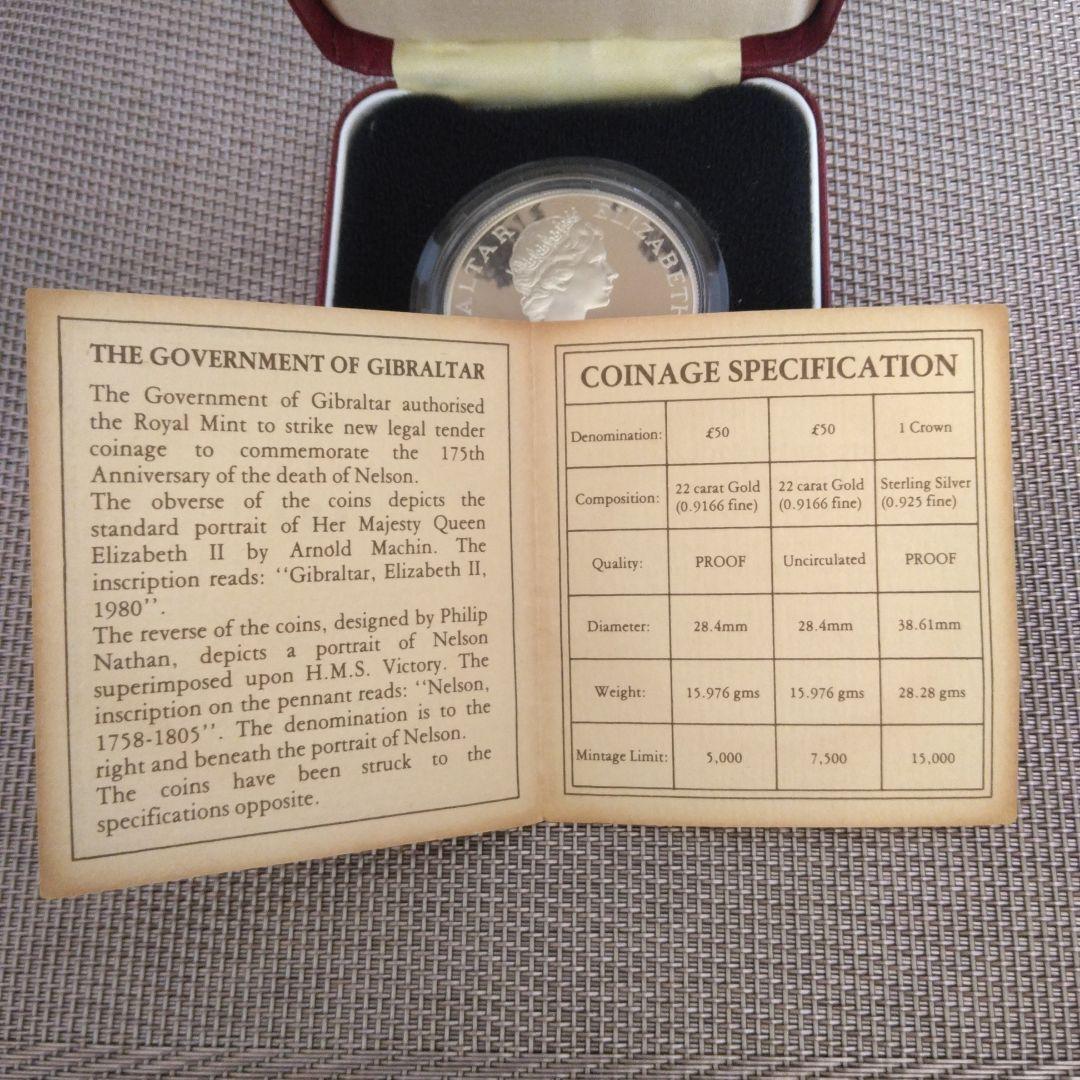 ALTAR ELIZABETH
THE GOVERNMENT OF GIBRALTAR
The Government of Gibraltar authorised
the Royal Mint to strike new legal tender
coinage to commemorate the 175th
Anniversary of the death of Nelson.
The obverse of the coins depicts the
standard portrait of Her Majesty Queen
Elizabeth II by Arnold Machin. The
inscription reads: ‘‘Gibraltar, Elizabeth II,
1980’’.
The reverse of the coins, designed by Philip
Nathan, depicts a portrait of Nelson
superimposed upon H.M.S. Victory. The
inscription on the pennant reads: ‘‘Nelson,
1758-1805’’. The denomination is to the
right and beneath the portrait of Nelson.
The coins have been struck to the
specifications opposite.
COINAGE SPECIFICATION
Denomination: £50 £50 1 Crown
Composition: 22 carat Gold (0.9166 fine) 22 carat Gold (0.9166 fine) Sterling Silver (0.925 fine)
Quality: PROOF Uncirculated PROOF
Diameter: 28.4mm 28.4mm 38.61mm
Weight: 15.976 gms 15.976 gms 28.28 gms
Mintage Limit: 5,000 7,500 15,000